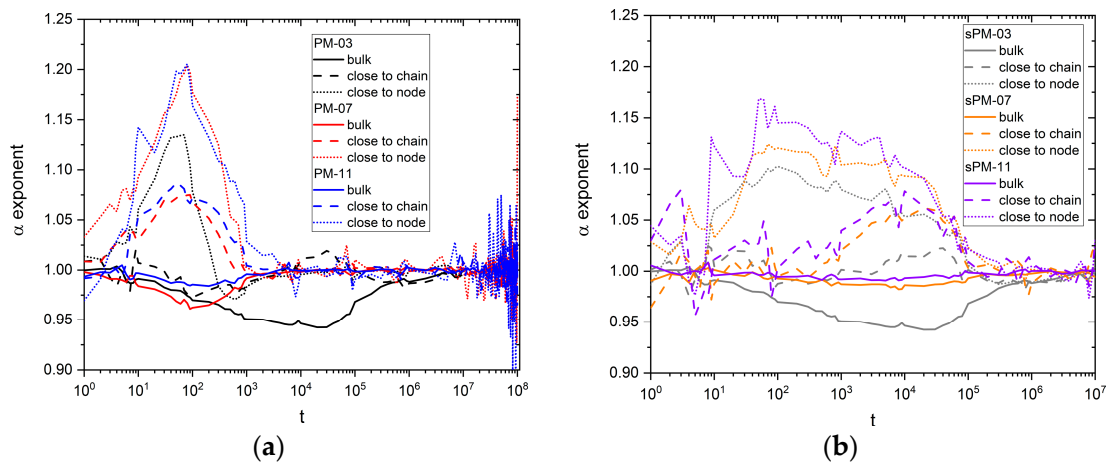 1.25
1.20
1.15
1.10
1.05
1.00
0.95
0.90
α exponent
10⁰ 10¹ 10² 10³ 10⁴ 10⁵ 10⁶ 10⁷ 10⁸
t
PM-03
bulk
close to chain
close to node
PM-07
bulk
close to chain
close to node
PM-11
bulk
close to chain
close to node
(a)
1.25
1.20
1.15
1.10
1.05
1.00
0.95
0.90
α exponent
10⁰ 10¹ 10² 10³ 10⁴ 10⁵ 10⁶ 10⁷
t
sPM-03
bulk
close to chain
close to node
sPM-07
bulk
close to chain
close to node
sPM-11
bulk
close to chain
close to node
(b)